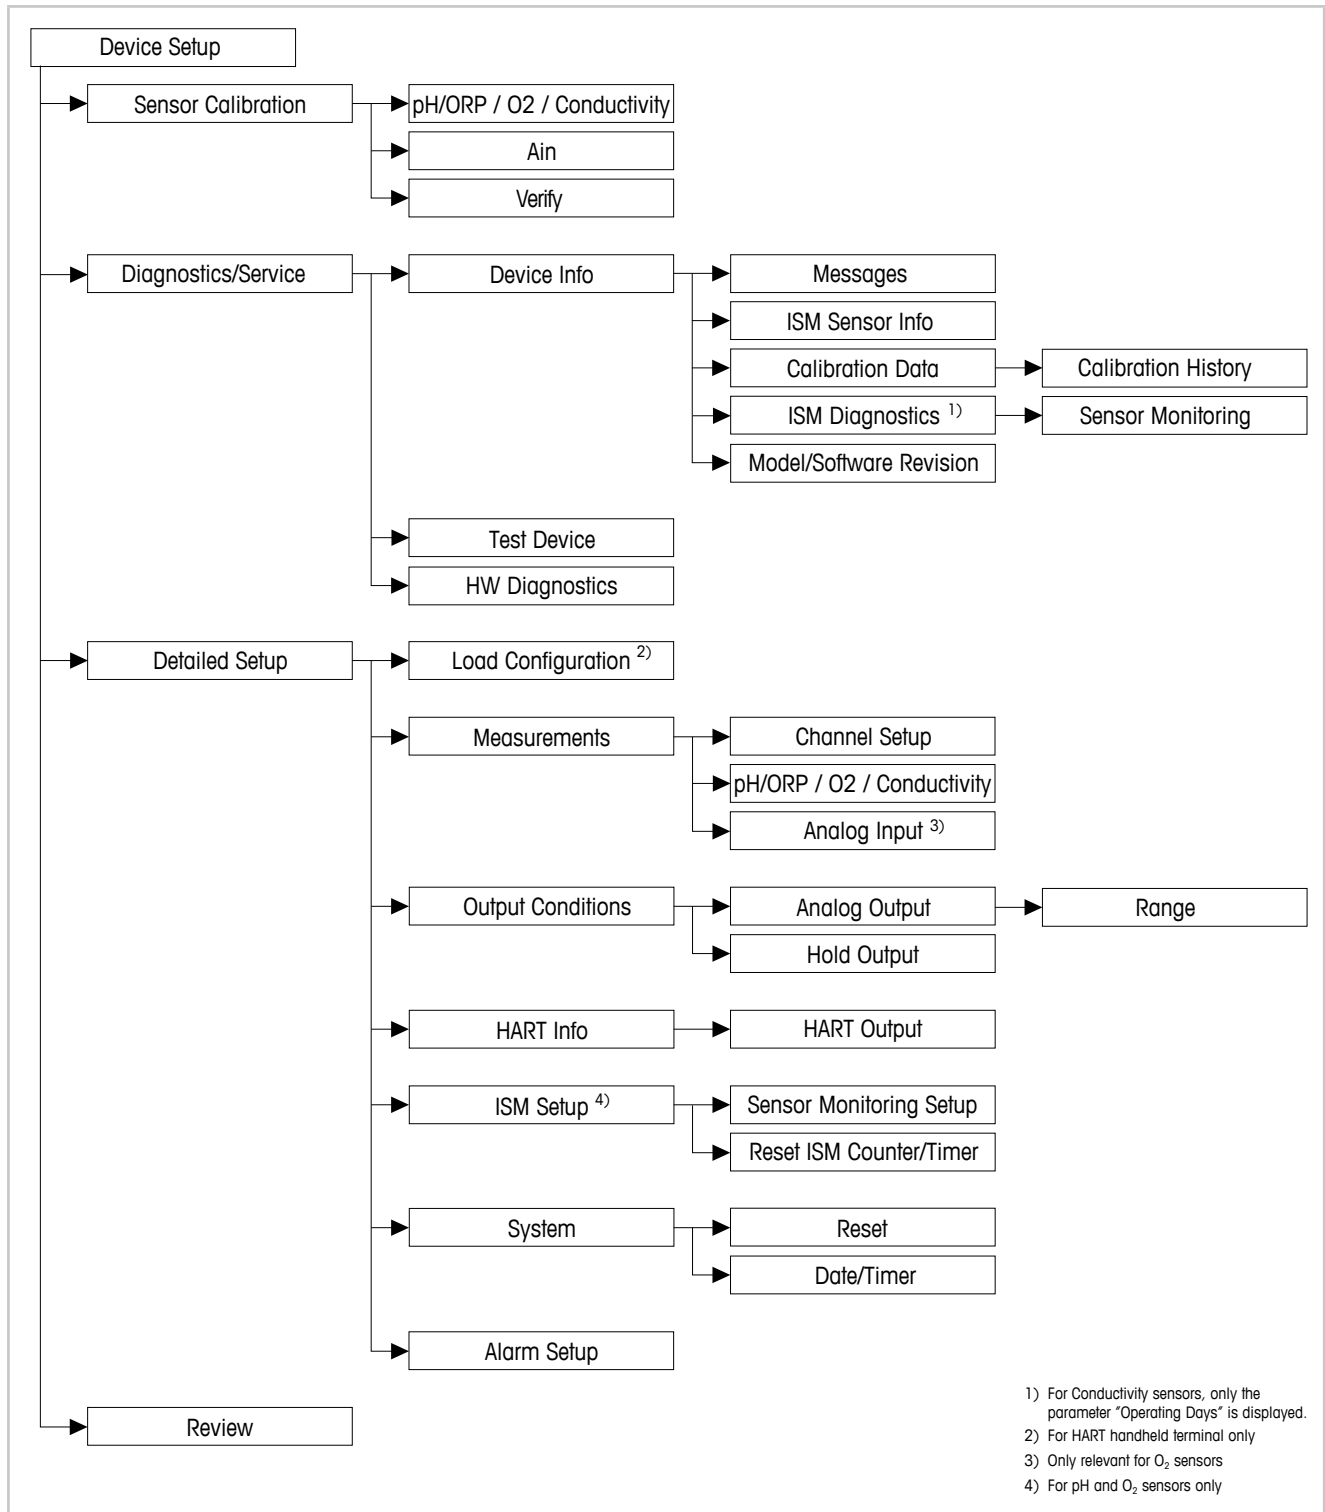 Device Setup
Sensor Calibration
pH/ORP / O2 / Conductivity
Ain
Verify
Diagnostics/Service
Device Info
Messages
ISM Sensor Info
Calibration Data
Calibration History
ISM Diagnostics 1)
Sensor Monitoring
Model/Software Revision
Test Device
HW Diagnostics
Detailed Setup
Load Configuration 2)
Measurements
Channel Setup
pH/ORP / O2 / Conductivity
Analog Input 3)
Output Conditions
Analog Output
Range
Hold Output
HART Info
HART Output
ISM Setup 4)
Sensor Monitoring Setup
Reset ISM Counter/Timer
System
Reset
Date/Timer
Alarm Setup
Review
1) For Conductivity sensors, only the
parameter "Operating Days" is displayed.
2) For HART handheld terminal only
3) Only relevant for O₂ sensors
4) For pH and O₂ sensors only